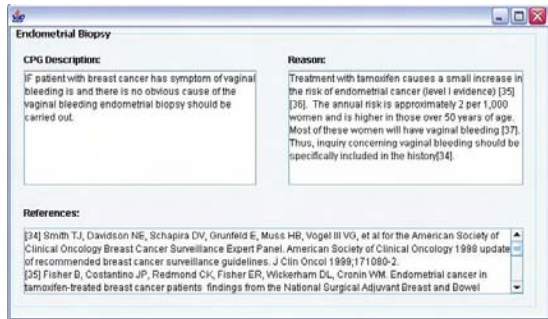 Endometrial Biopsy
CPG Description:
IF patient with breast cancer has symptom of vaginal
bleeding is and there is no obvious cause of the
vaginal bleeding endometrial biopsy should be
carried out.
Reason:
Treatment with tamoxifen causes a small increase in
the risk of endometrial cancer (level I evidence) [35]
[36]. The annual risk is approximately 2 per 1,000
women and is higher in those over 50 years of age.
Most of these women will have vaginal bleeding [37].
Thus, inquiry concerning vaginal bleeding should be
specifically included in the history[34].
References:
[34] Smith TJ, Davidson NE, Schapira DV, Grunfeld E, Muss HB, Vogel III VG, et al for the American Society of
Clinical Oncology Breast Cancer Surveillance Expert Panel. American Society of Clinical Oncology 1998 update
of recommended breast cancer surveillance guidelines. J Clin Oncol 1999;171080-2.
[35] Fisher B, Costantino JP, Redmond CK, Fisher ER, Wickerham DL, Cronin WM. Endometrial cancer in
tamoxifen-treated breast cancer patients findings from the National Surgical Adjuvant Breast and Bowel